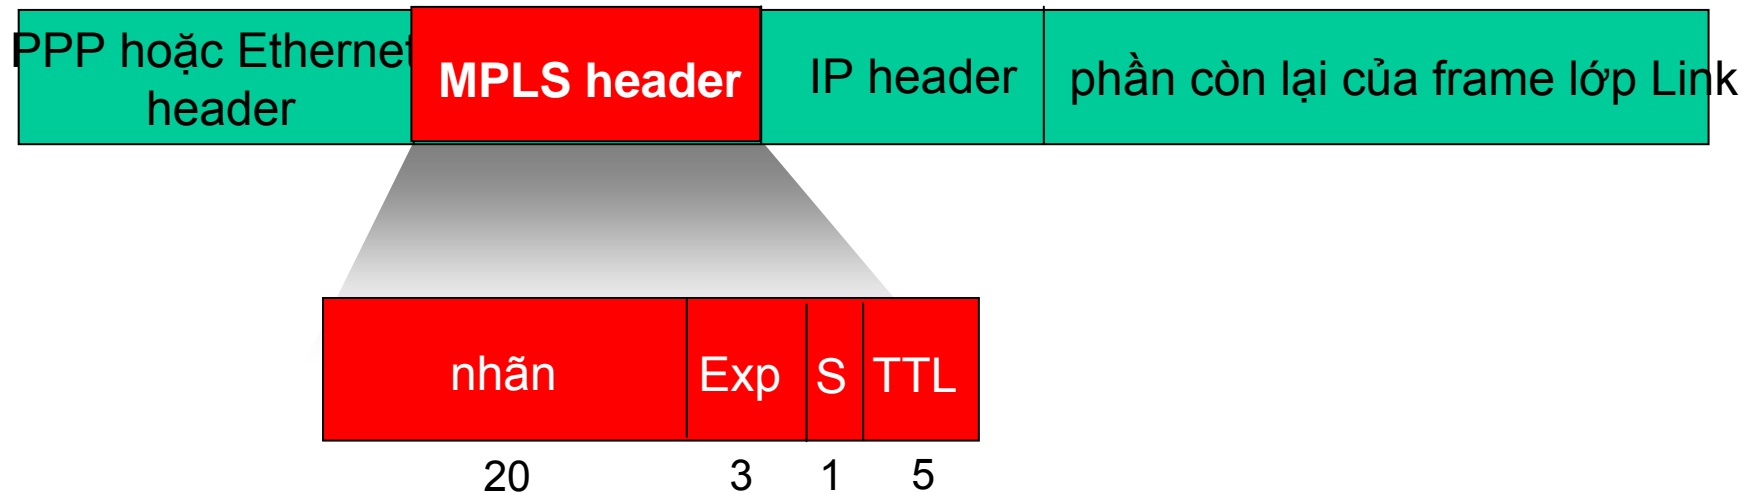 PPP hoặc Ethernet
header
MPLS header
IP header
phần còn lại của frame lớp Link
nhãn
Exp
S
TTL
20
3
1
5